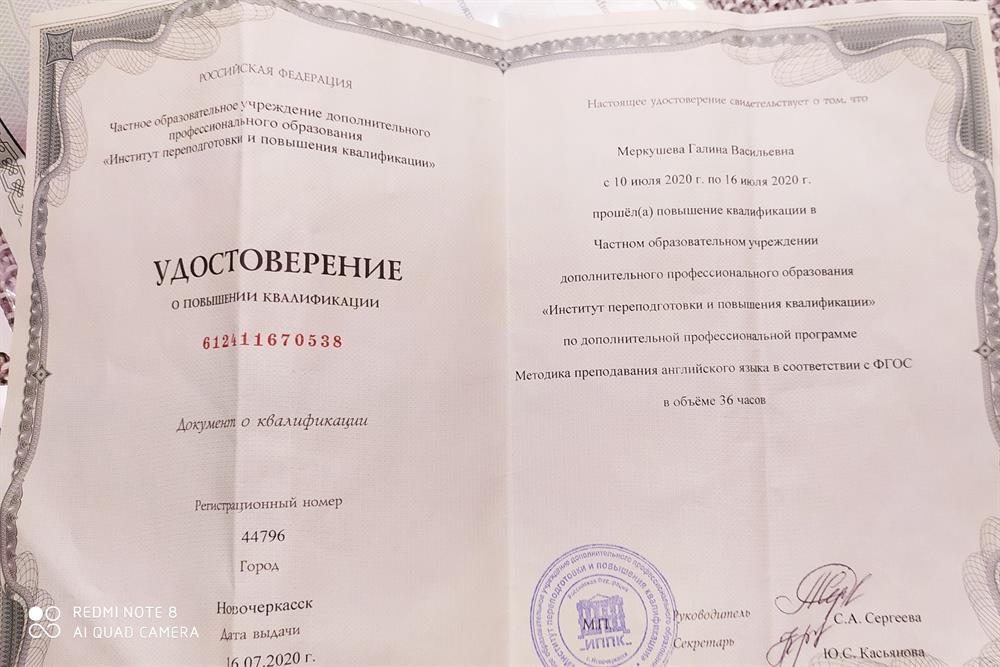 РОССИЙСКАЯ ФЕДЕРАЦИЯ
Частное образовательное учреждение дополнительного
профессионального образования
«Институт переподготовки и повышения квалификации»
УДОСТОВЕРЕНИЕ
О ПОВЫШЕНИИ КВАЛИФИКАЦИИ
612411670538
Документ о квалификации
Регистрационный номер
44796
Город
Новочеркасск
Дата выдачи
16.07.2020 г.
Настоящее удостоверение свидетельствует о том, что
Меркушева Галина Васильевна
с 10 июля 2020 г. по 16 июля 2020 г.
прошёл(а) повышение квалификации в
Частном образовательном учреждении
дополнительного профессионального образования
«Институт переподготовки и повышения квалификации»
по дополнительной профессиональной программе
Методика преподавания английского языка в соответствии с ФГОС
в объёме 36 часов
М.П.
ИППК
Руководитель
С.А. Сергеева
Секретарь
Ю.С. Касьянова
REDMI NOTE 8
AI QUAD CAMERA